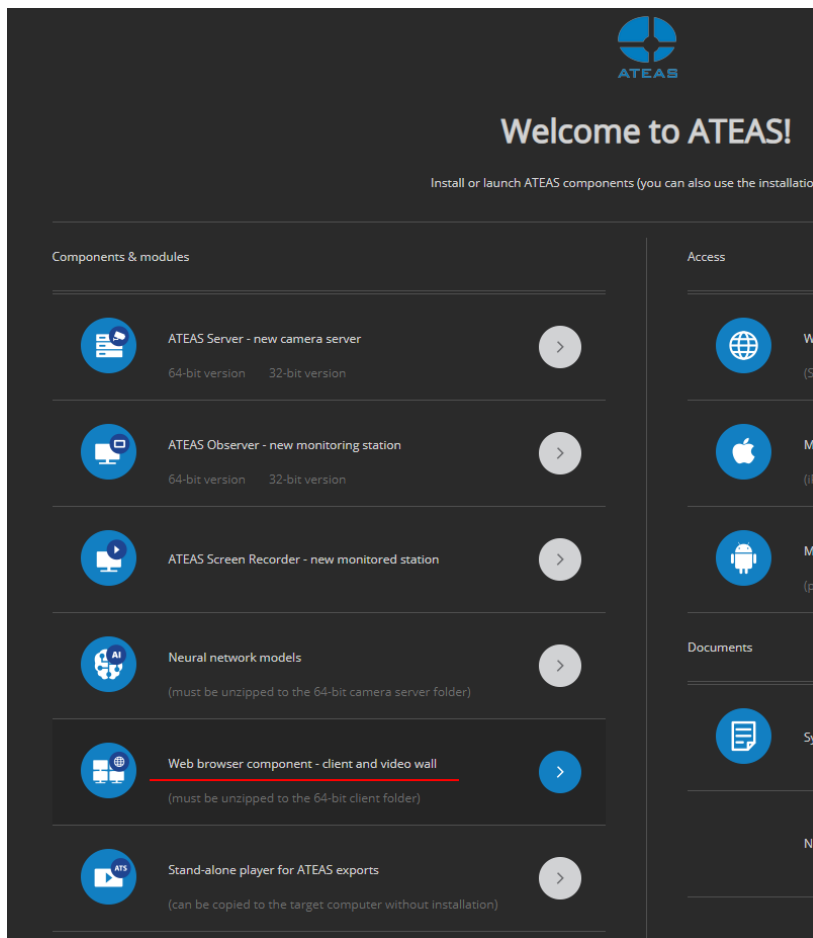 ATEAS
Welcome to ATEAS!
Install or launch ATEAS components (you can also use the
Components & modules
ATEAS Server - new camera server
64-bit version 32-bit version
ATEAS Observer - new monitoring station
64-bit version 32-bit version
ATEAS Screen Recorder - new monitored station
AI
Neural network models
(must be unzipped to the 64-bit camera server folder)
Web browser component - client and video wall
(must be unzipped to the 64-bit client folder)
ATS
Stand-alone player for ATEAS exports
(can be copied to the target computer without installation)
Access
Documents